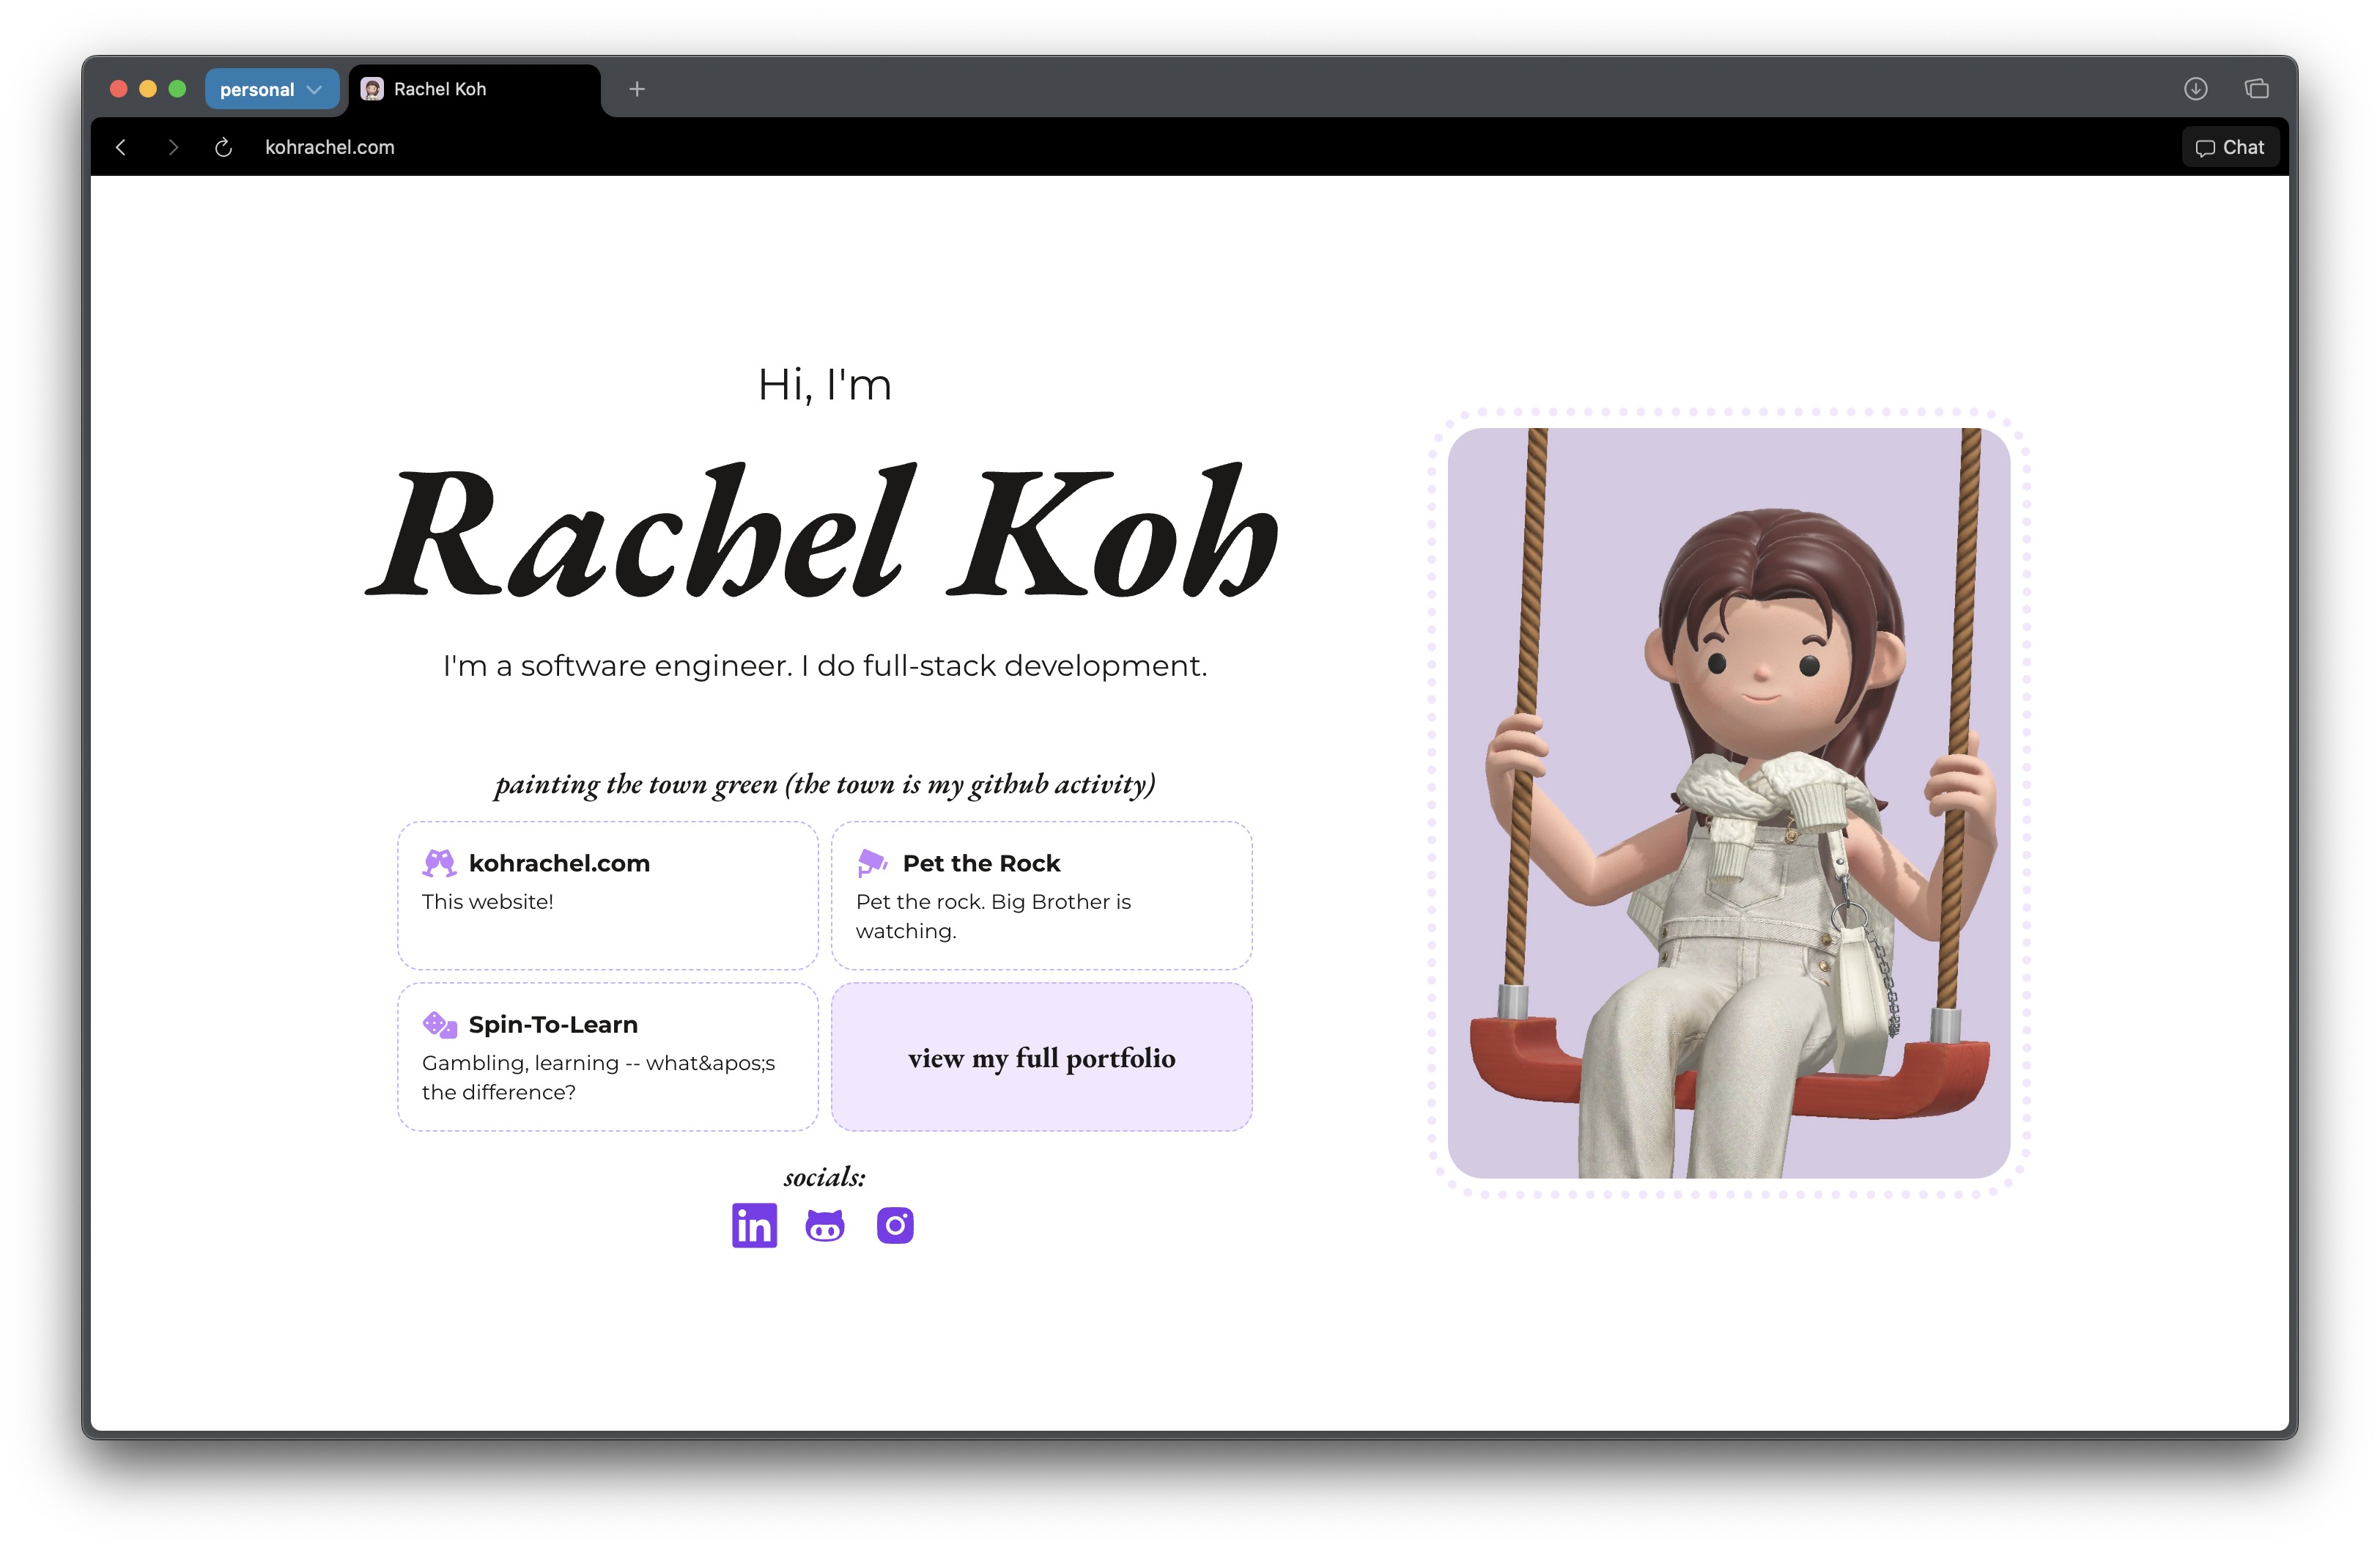 personal
Rachel Koh
kohrachel.com
Chat
Hi, I'm
Rachel Koh
I'm a software engineer. I do full-stack development.
painting the town green (the town is my github activity)
kohrachel.com
This website!
Pet the Rock
Pet the rock. Big Brother is
watching.
Spin-To-Learn
Gambling, learning -- what&apos;s
the difference?
view my full portfolio
socials:
in